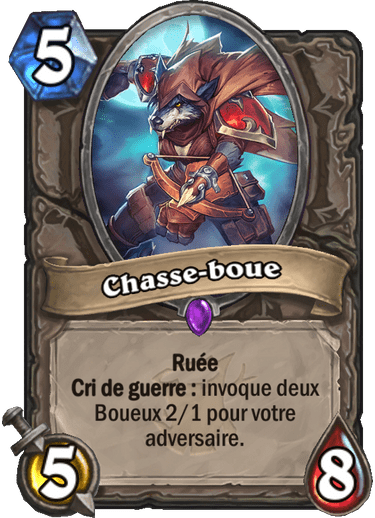 5
Chasse-boue
Ruée
Cri de guerre : invoque deux
Boueux 2/1 pour votre
adversaire.
5
8